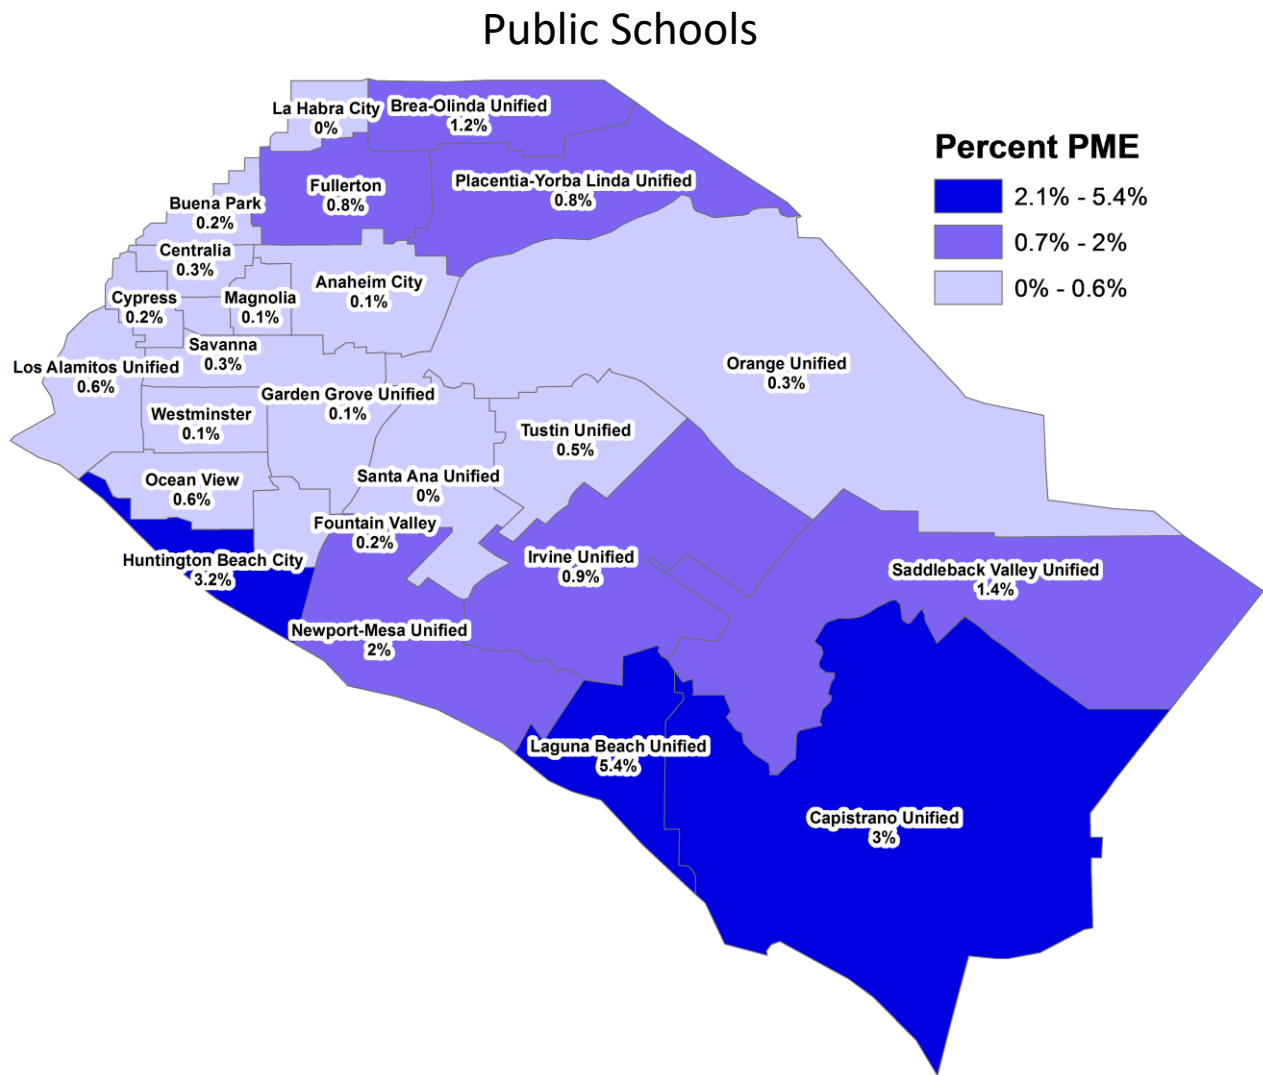 Public Schools
Percent PME
2.1% - 5.4%
0.7% - 2%
0% - 0.6%
La Habra City
0%
Brea-Olinda Unified
1.2%
Fullerton
0.8%
Placentia-Yorba Linda Unified
0.8%
Buena Park
0.2%
Centralia
0.3%
Cypress
0.2%
Magnolia
0.1%
Anaheim City
0.1%
Savanna
0.3%
Los Alamitos Unified
0.6%
Orange Unified
0.3%
Garden Grove Unified
0.1%
Westminster
0.1%
Tustin Unified
0.5%
Ocean View
0.6%
Santa Ana Unified
0%
Fountain Valley
0.2%
Huntington Beach City
3.2%
Irvine Unified
0.9%
Saddleback Valley Unified
1.4%
Newport-Mesa Unified
2%
Laguna Beach Unified
5.4%
Capistrano Unified
3%